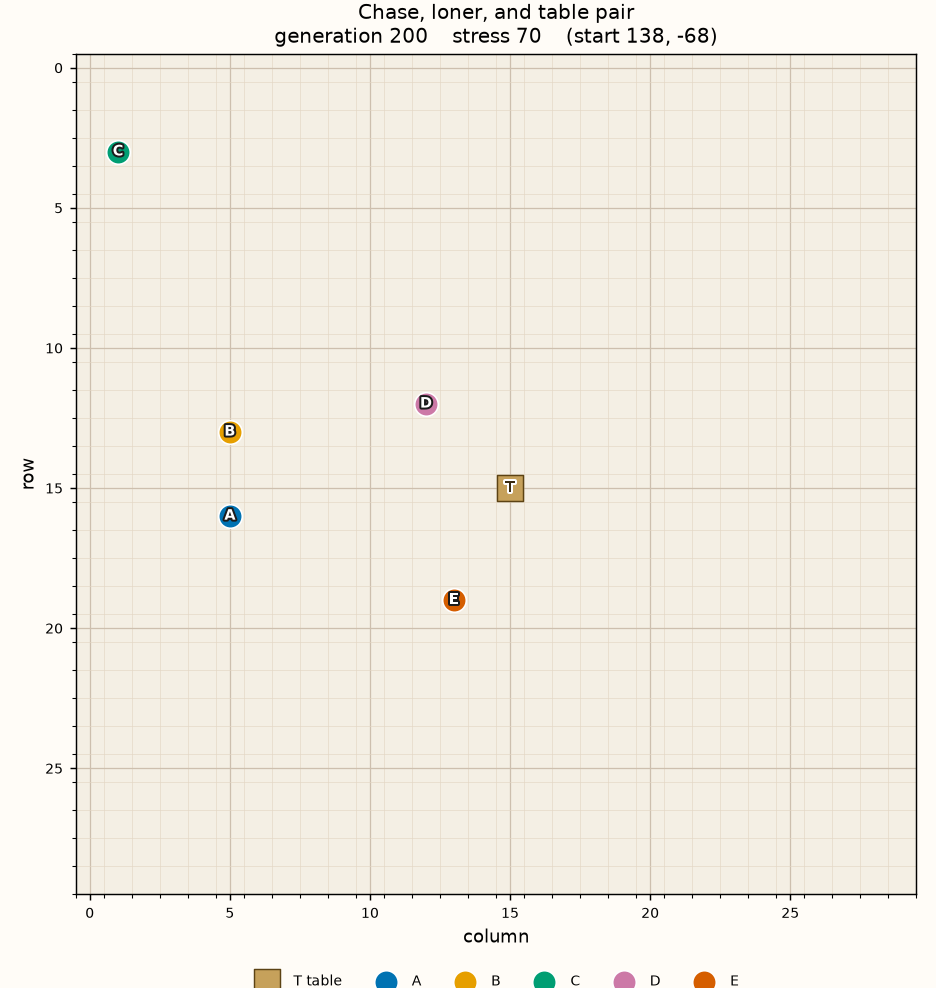 Chase, loner, and table pair
generation 200    stress 70    (start 138, -68)
0
C
5
10
D
B
row
15
T
A
E
20
25
0 5 10 15 20 25
column
T table A B C D E